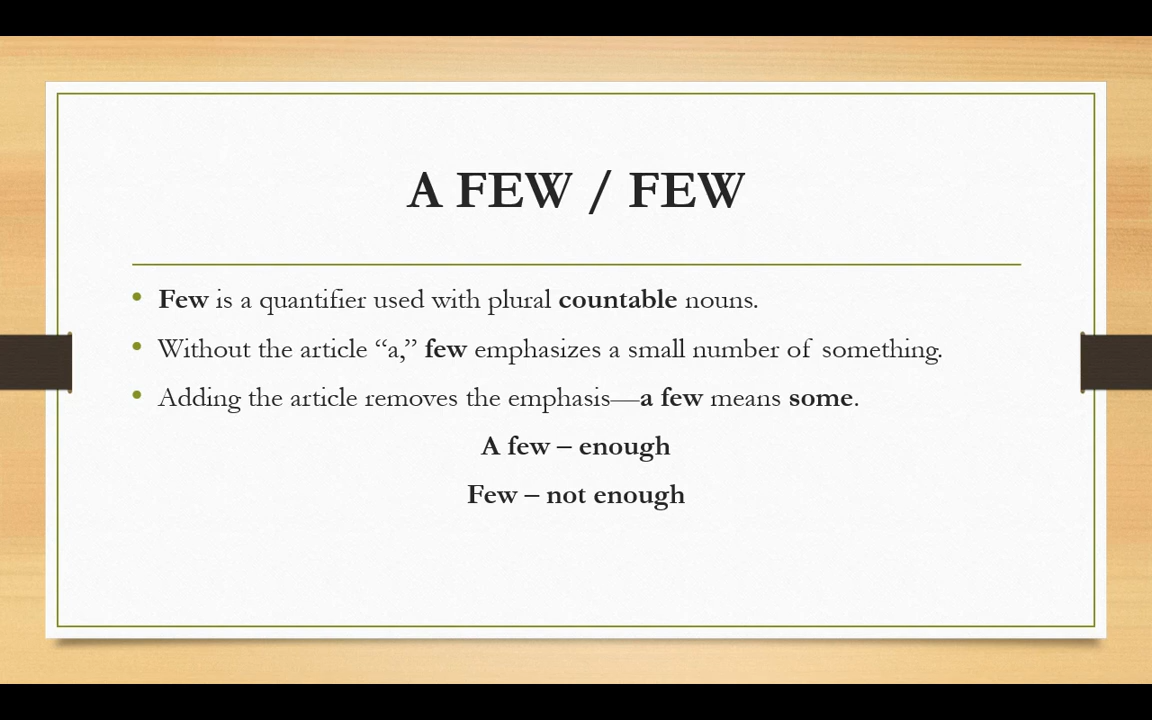 A FEW / FEW
• Few is a quantifier used with plural countable nouns.
• Without the article “a,” few emphasizes a small number of something.
• Adding the article removes the emphasis—a few means some.
A few – enough
Few – not enough